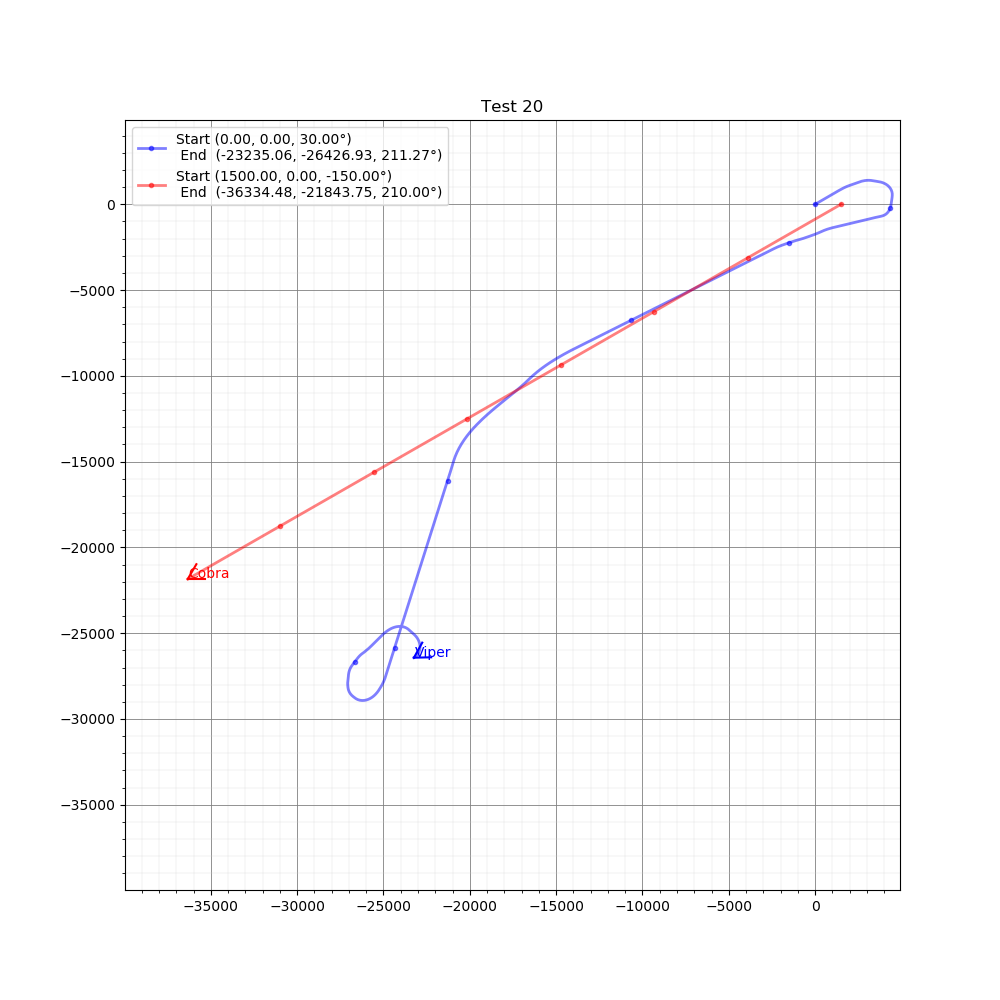 Test 20
Start (0.00, 0.00, 30.00°)
End  (-23235.06, -26426.93, 211.27°)
Start (1500.00, 0.00, -150.00°)
End  (-36334.48, -21843.75, 210.00°)
0
−5000
−10000
−15000
−20000
−25000
−30000
−35000
Cobra
Viper
−35000 −30000 −25000 −20000 −15000 −10000 −5000 0